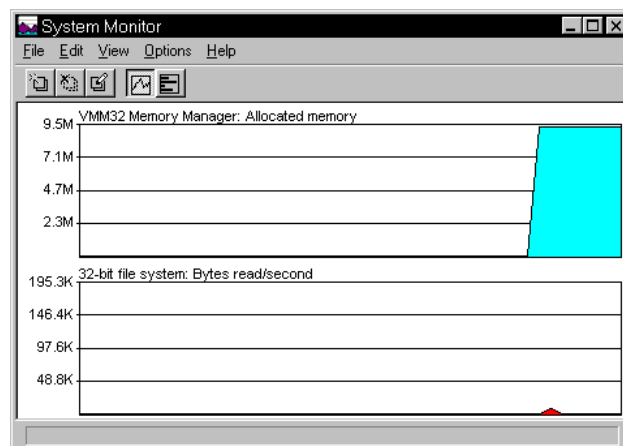 System Monitor
File Edit View Options Help
VMM32 Memory Manager: Allocated memory
9.5M
7.1M
4.7M
2.3M
32-bit file system: Bytes read/second
195.3K
146.4K
97.6K
48.8K